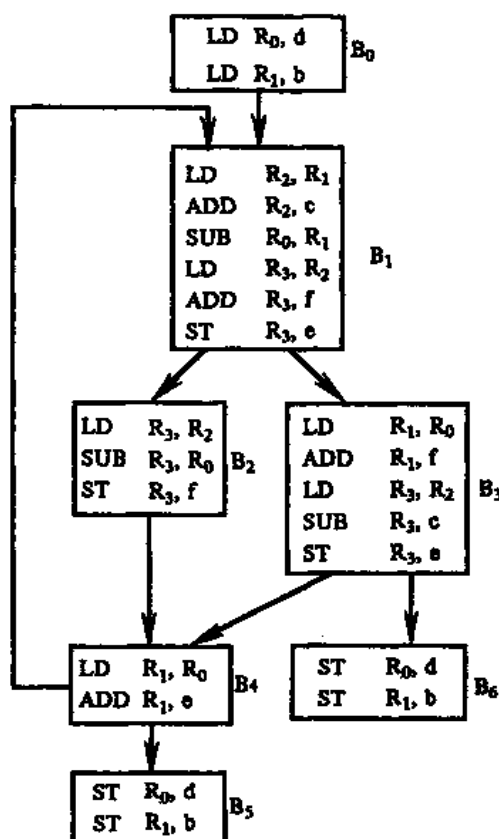 LD R₀, d
LD R₁, b
B₀
LD R₂, R₁
ADD R₂, c
SUB R₀, R₁
LD R₃, R₂
ADD R₃, f
ST R₃, e
B₁
LD R₃, R₂
SUB R₃, R₀
ST R₃, f
B₂
LD R₁, R₀
ADD R₁, f
LD R₃, R₂
SUB R₃, c
ST R₃, e
B₃
LD R₁, R₀
ADD R₁, e
B₄
ST R₀, d
ST R₁, b
B₆
ST R₀, d
ST R₁, b
B₅